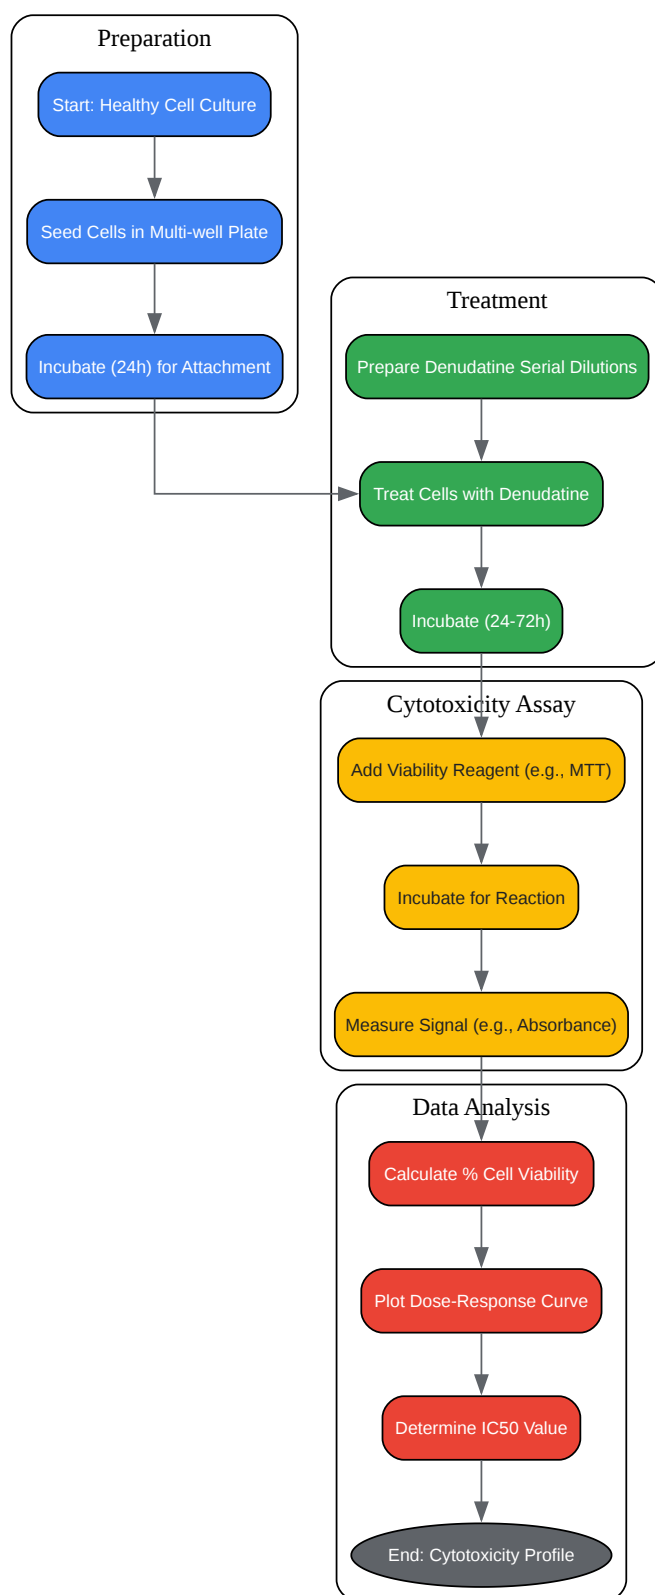 Preparation
Start: Healthy Cell Culture
Seed Cells in Multi-well Plate
Incubate (24h) for Attachment
Treatment
Prepare Denudatine Serial Dilutions
Treat Cells with Denudatine
Incubate (24-72h)
Cytotoxicity Assay
Add Viability Reagent (e.g., MTT)
Incubate for Reaction
Measure Signal (e.g., Absorbance)
Data Analysis
Calculate % Cell Viability
Plot Dose-Response Curve
Determine IC50 Value
End: Cytotoxicity Profile